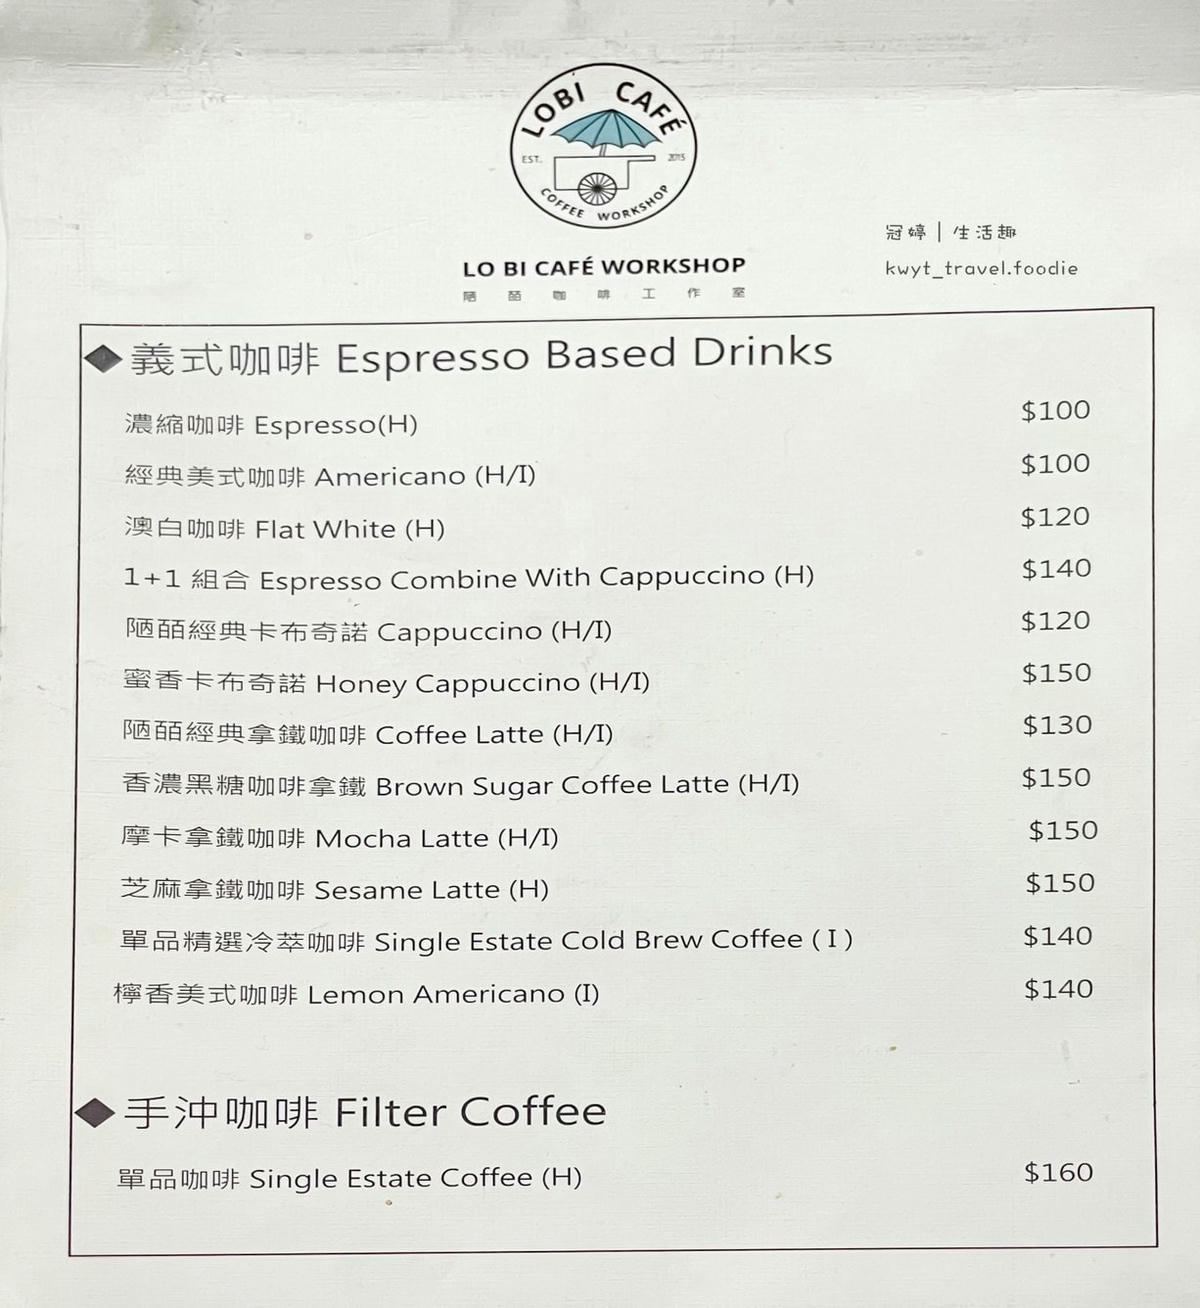 LOBI CAFÉ
EST. 2015
COFFEE WORKSHOP
LO BI CAFÉ WORKSHOP
陋皕咖啡工作室
冠婷｜生活趣
kwyt_travel.foodie
◆義式咖啡 Espresso Based Drinks
濃縮咖啡 Espresso(H) $100
經典美式咖啡 Americano (H/I) $100
澳白咖啡 Flat White (H) $120
1+1 組合 Espresso Combine With Cappuccino (H) $140
陋皕經典卡布奇諾 Cappuccino (H/I) $120
蜜香卡布奇諾 Honey Cappuccino (H/I) $150
陋皕經典拿鐵咖啡 Coffee Latte (H/I) $130
香濃黑糖咖啡拿鐵 Brown Sugar Coffee Latte (H/I) $150
摩卡拿鐵咖啡 Mocha Latte (H/I) $150
芝麻拿鐵咖啡 Sesame Latte (H) $150
單品精選冷萃咖啡 Single Estate Cold Brew Coffee ( I ) $140
檸香美式咖啡 Lemon Americano (I) $140
◆手沖咖啡 Filter Coffee
單品咖啡 Single Estate Coffee (H) $160